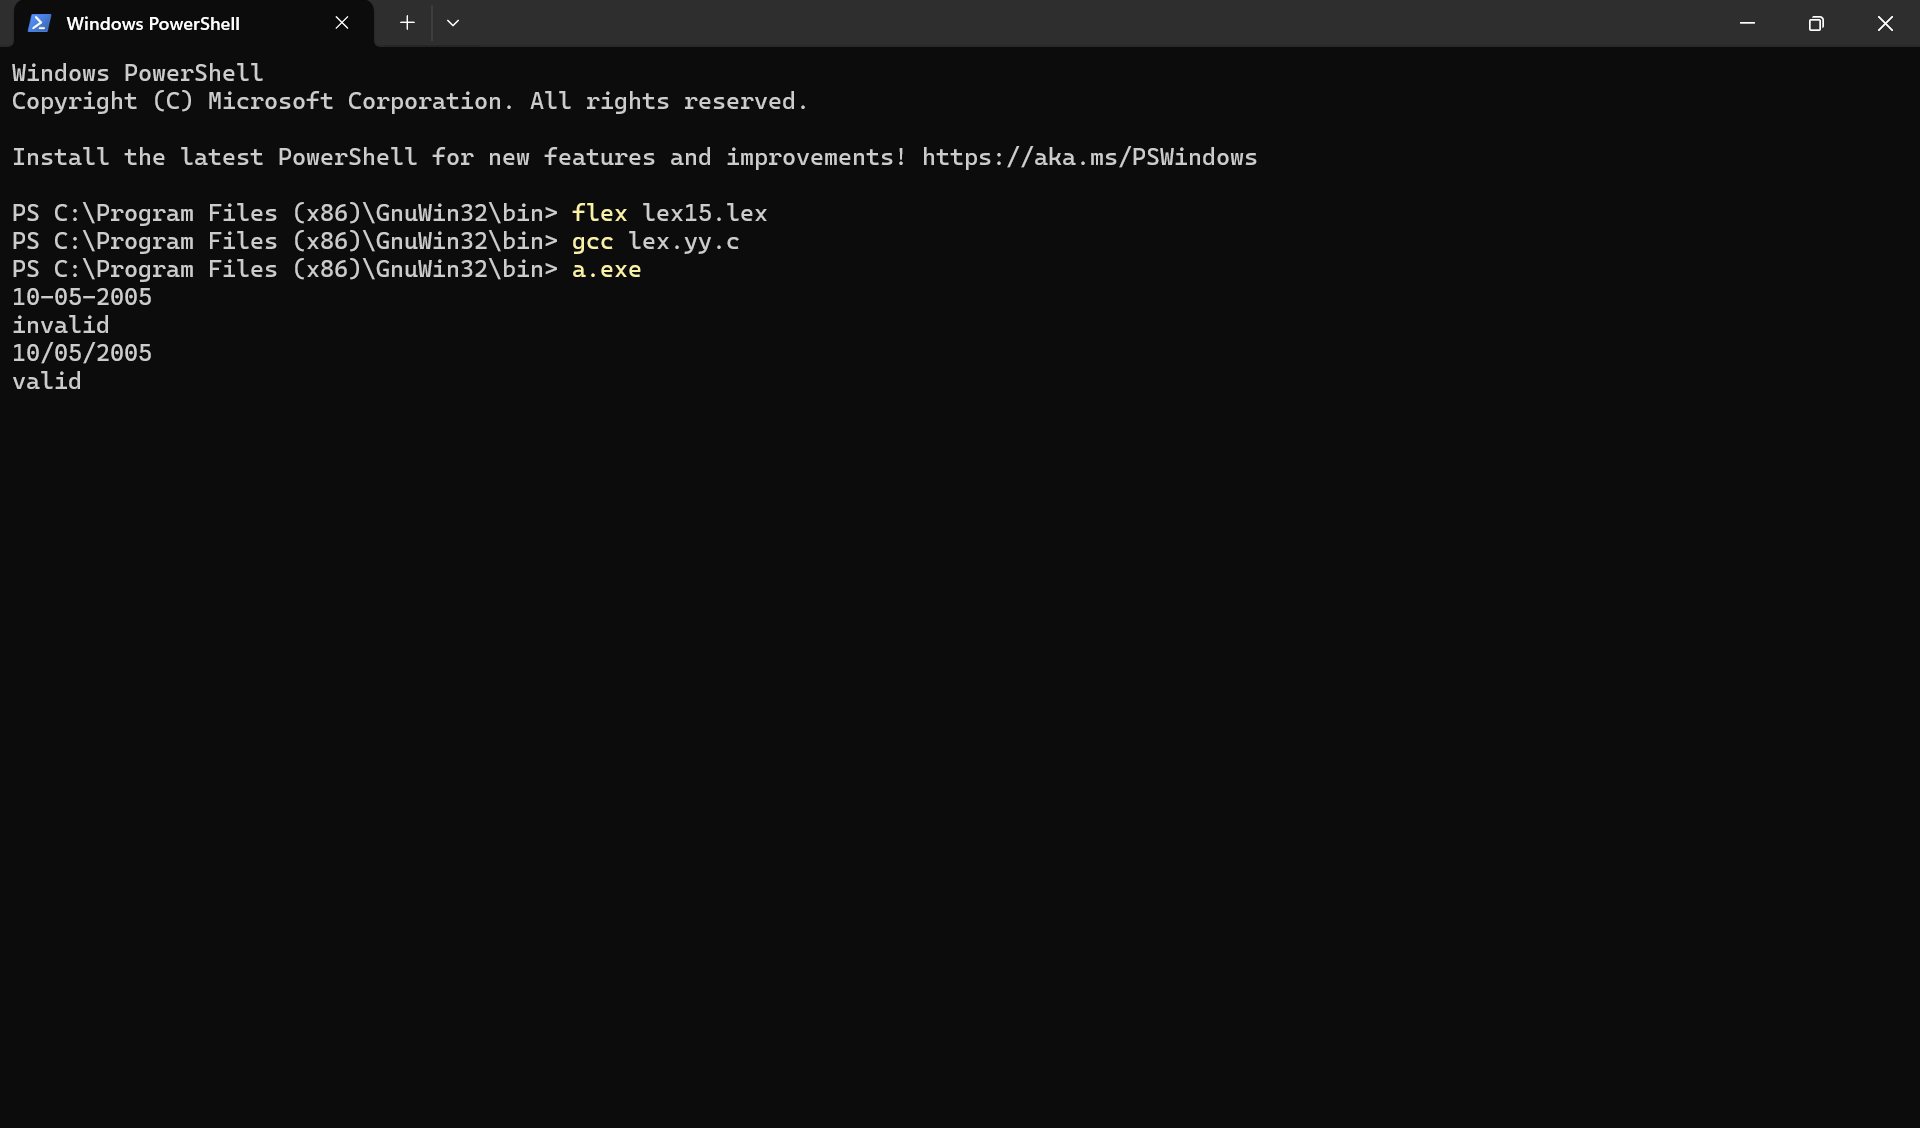 Windows PowerShell
Windows PowerShell
Copyright (C) Microsoft Corporation. All rights reserved.
Install the latest PowerShell for new features and improvements! https://aka.ms/PSWindows
PS C:\Program Files (x86)\GnuWin32\bin> flex lex15.lex
PS C:\Program Files (x86)\GnuWin32\bin> gcc lex.yy.c
PS C:\Program Files (x86)\GnuWin32\bin> a.exe
10-05-2005
invalid
10/05/2005
valid